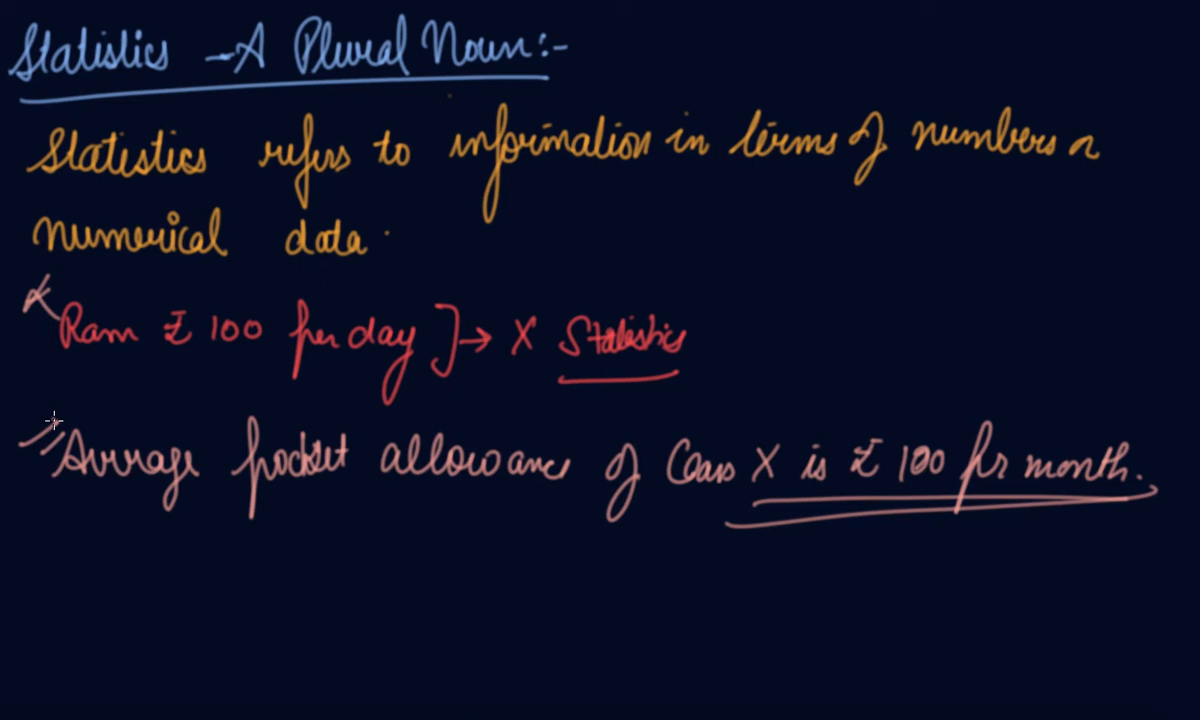 Statistics - A Plural Noun:-
Statistics refers to information in terms of numbers or
numerical data.
Ram ₹ 100 per day ] → X Statistics
Average pocket allowance of Class X is ₹ 100 per month.